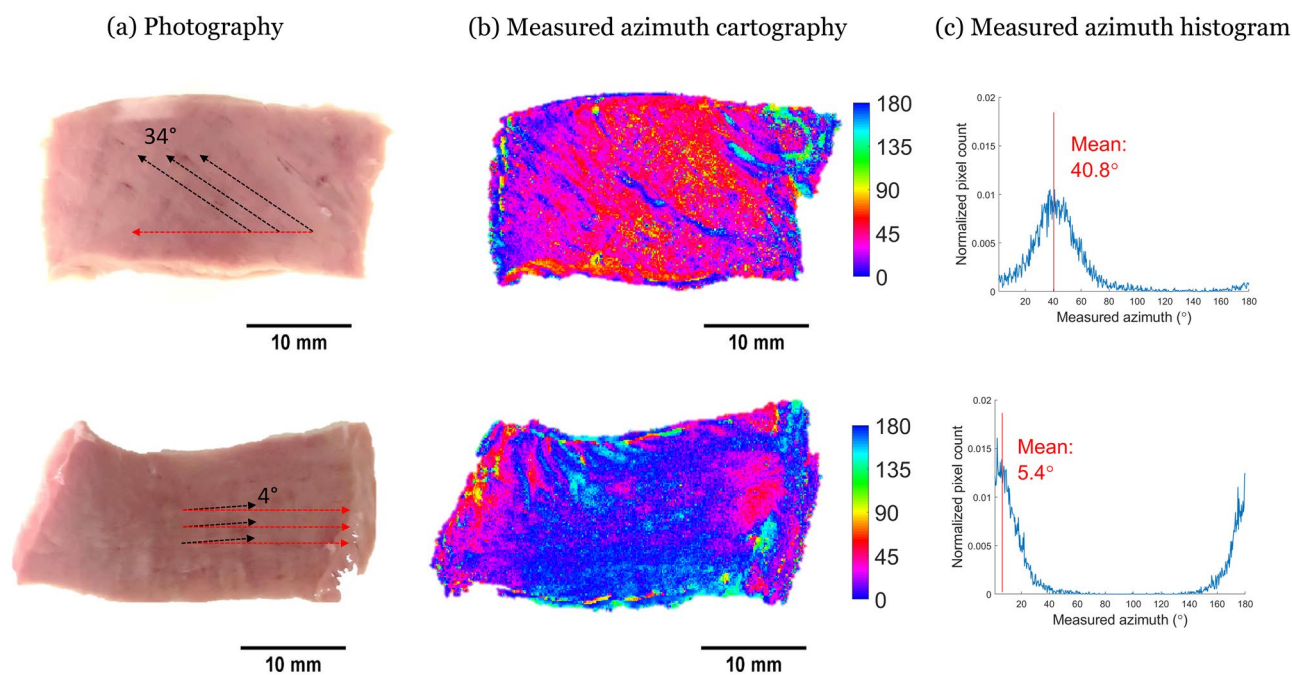 (a) Photography
(b) Measured azimuth cartography
(c) Measured azimuth histogram
34°
10 mm
180
135
90
45
0
10 mm
0.02
0.015
0.01
0.005
0
Normalized pixel count
Mean:
40.8°
20 40 60 80 100 120 140 160 180
Measured azimuth (°)
4°
10 mm
180
135
90
45
0
10 mm
0.02
0.015
0.01
0.005
0
Normalized pixel count
Mean:
5.4°
20 40 60 80 100 120 140 160 180
Measured azimuth (°)